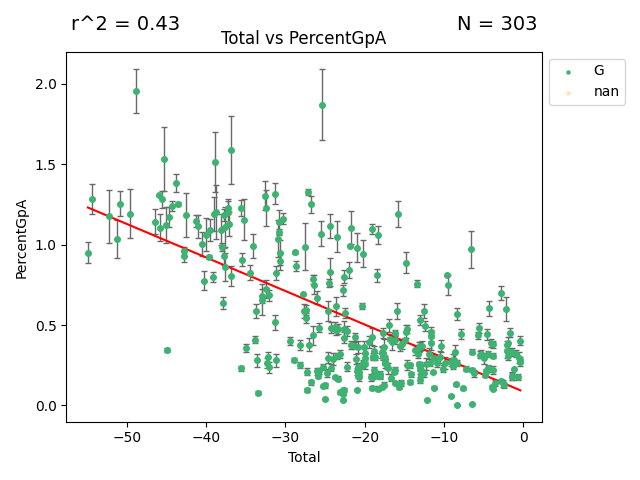 r^2 = 0.43
N = 303
Total vs PercentGpA
G
nan
PercentGpA
2.0
1.5
1.0
0.5
0.0
−50
−40
−30
−20
−10
0
Total